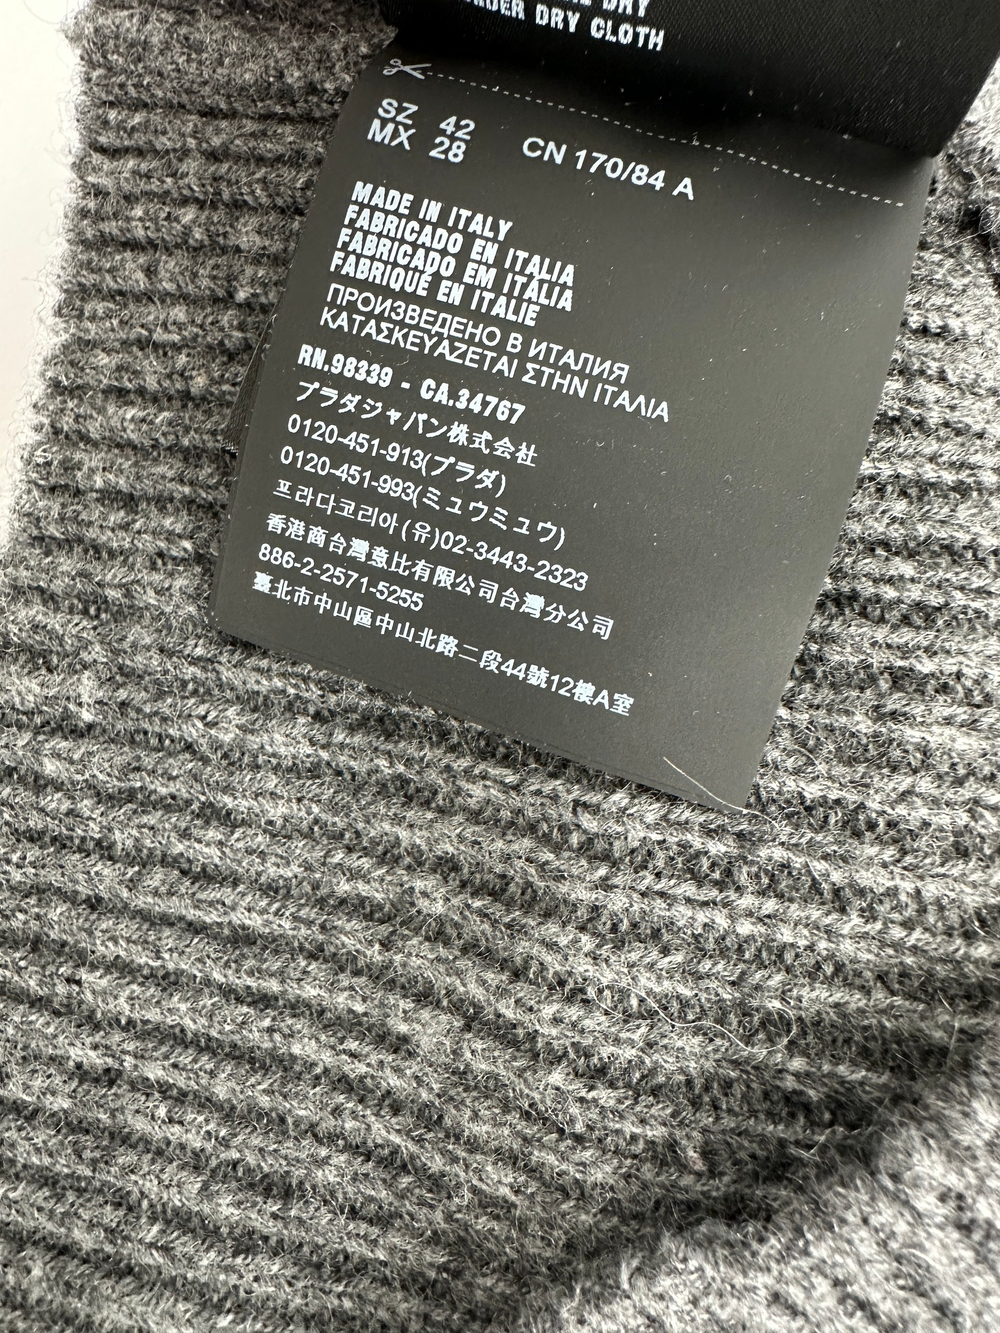 DRY
ORDER DRY CLOTH
SZ 42
MX 28
CN 170/84 A
MADE IN ITALY
FABRICADO EN ITALIA
FABRICADO EM ITÁLIA
FABRIQUÉ EN ITALIE
ПРОИЗВЕДЕНО В ИТАЛИЯ
ΚΑΤΑΣΚΕΥΑΖΕΤΑΙ ΣΤΗΝ ΙΤΑΛΙΑ
RN.98339 - CA.34767
プラダジャパン株式会社
0120-451-913(プラダ)
0120-451-993(ミュウミュウ)
프라다코리아(유)02-3443-2323
香港商台灣意比有限公司台灣分公司
886-2-2571-5255
臺北市中山區中山北路二段44號12樓A室